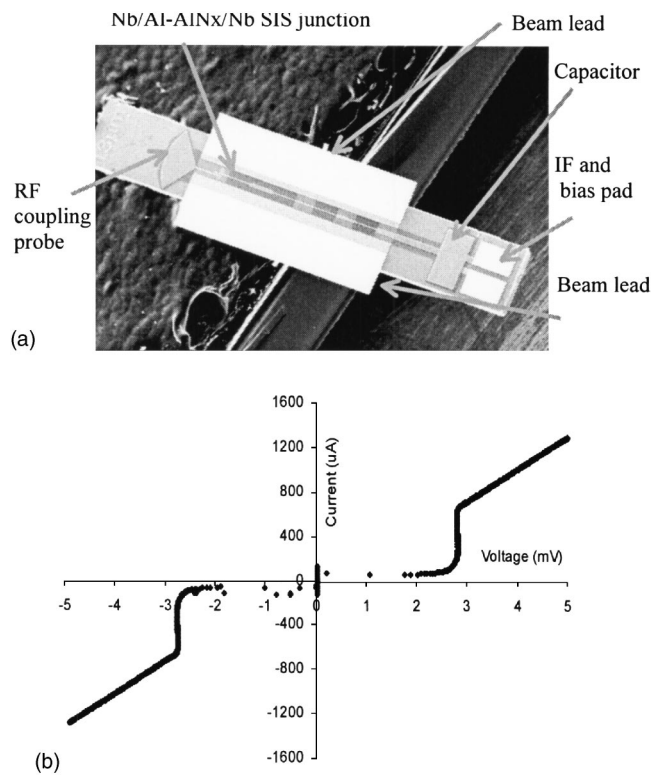 Nb/Al-AlNx/Nb SIS junction
Beam lead
Capacitor
RF
coupling
probe
IF and
bias pad
Beam lead
(a)
1600
1200
800
400
0
-400
-800
-1200
-1600
Current (uA)
Voltage (mV)
-5 -4 -3 -2 -1 0 1 2 3 4 5
(b)